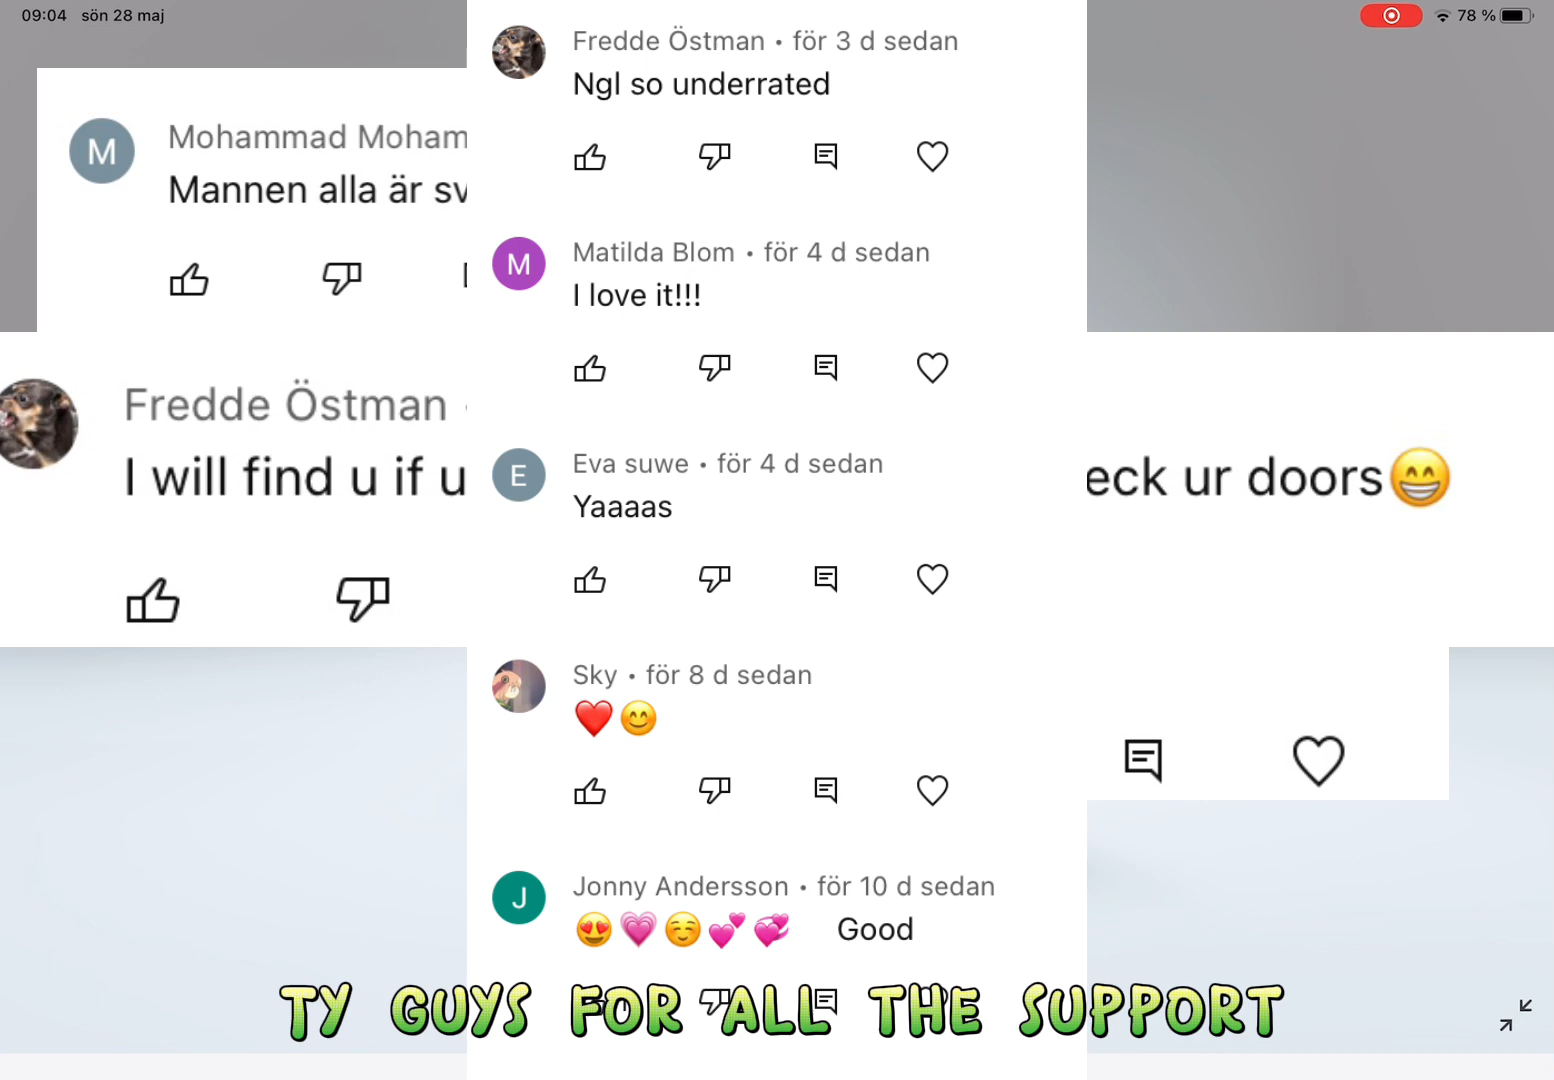 09:04 sön 28 maj
78 %
M
Mohammad Moham
Mannen alla är sv
Fredde Östman
I will find u if u
eck ur doors😁
Fredde Östman • för 3 d sedan
Ngl so underrated
M
Matilda Blom • för 4 d sedan
I love it!!!
E
Eva suwe • för 4 d sedan
Yaaaas
Sky • för 8 d sedan
❤️😊
J
Jonny Andersson • för 10 d sedan
😍💗☺️💕💞 Good
TY GUYS FOR ALL THE SUPPORT